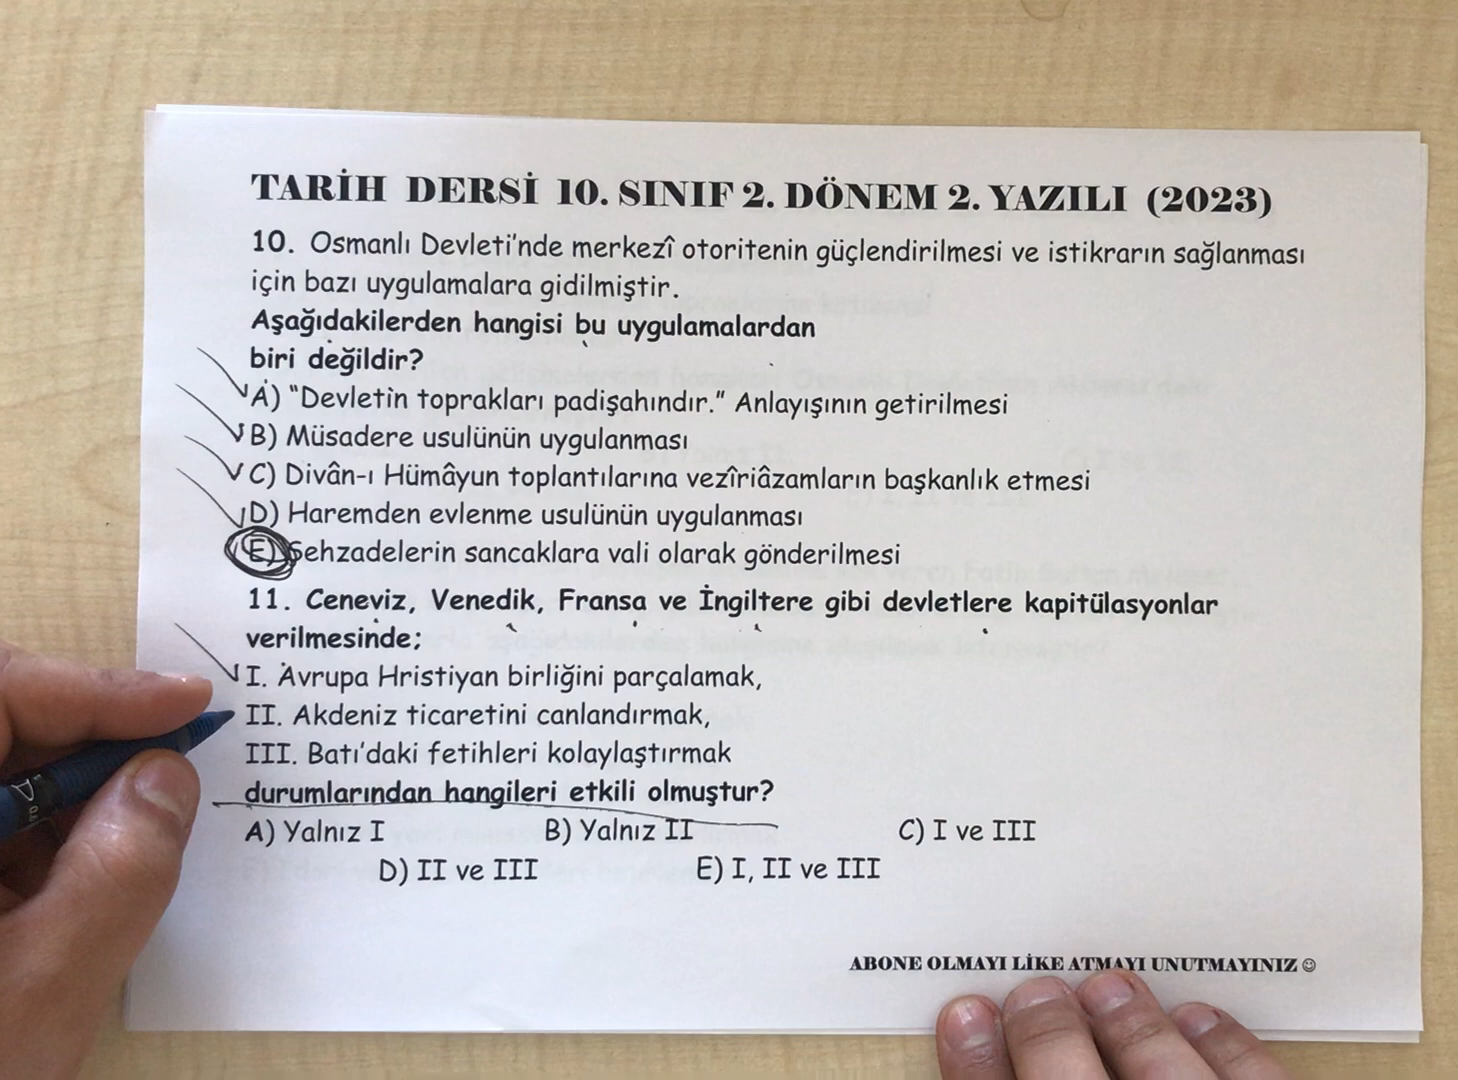 TARİH DERSİ 10. SINIF 2. DÖNEM 2. YAZILI (2023)
10. Osmanlı Devleti'nde merkezî otoritenin güçlendirilmesi ve istikrarın sağlanması
için bazı uygulamalara gidilmiştir.
Aşağıdakilerden hangisi bu uygulamalardan
biri değildir?
A) "Devletin toprakları padişahındır." Anlayışının getirilmesi
B) Müsadere usulünün uygulanması
C) Divân-ı Hümâyun toplantılarına vezîriâzamların başkanlık etmesi
D) Haremden evlenme usulünün uygulanması
E) Şehzadelerin sancaklara vali olarak gönderilmesi
11. Ceneviz, Venedik, Fransa ve İngiltere gibi devletlere kapitülasyonlar
verilmesinde;
I. Avrupa Hristiyan birliğini parçalamak,
II. Akdeniz ticaretini canlandırmak,
III. Batı'daki fetihleri kolaylaştırmak
durumlarından hangileri etkili olmuştur?
A) Yalnız I B) Yalnız II C) I ve III
D) II ve III E) I, II ve III
ABONE OLMAYI LİKE ATMAYI UNUTMAYINIZ ☺